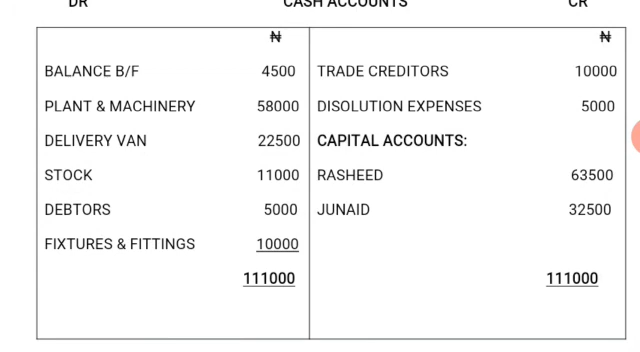 DR CASH ACCOUNTS CR
₦ ₦
BALANCE B/F 4500 TRADE CREDITORS 10000
PLANT & MACHINERY 58000 DISOLUTION EXPENSES 5000
DELIVERY VAN 22500 CAPITAL ACCOUNTS:
STOCK 11000 RASHEED 63500
DEBTORS 5000 JUNAID 32500
FIXTURES & FITTINGS 10000
111000 111000